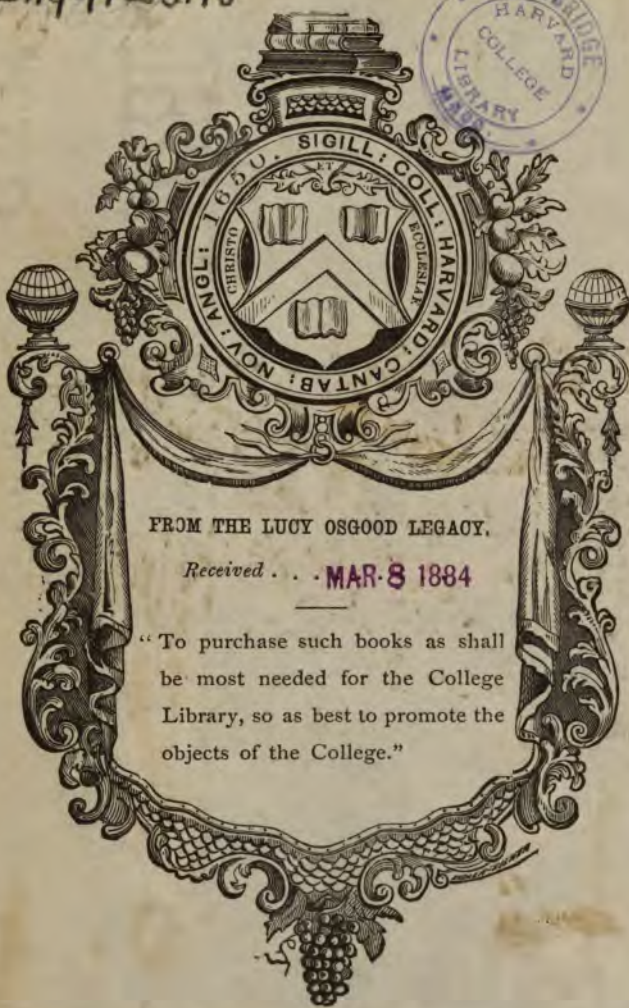 HARVARD
COLLEGE
LIBRARY
SIGILL: COLL: HARVARD: CANTAB: NOV: ANGL: 1650.
ET
CHRISTO
ECCLESIAE
FROM THE LUCY OSGOOD LEGACY.
Received . . . MAR 8 1884
“To purchase such books as shall
be most needed for the College
Library, so as best to promote the
objects of the College.”